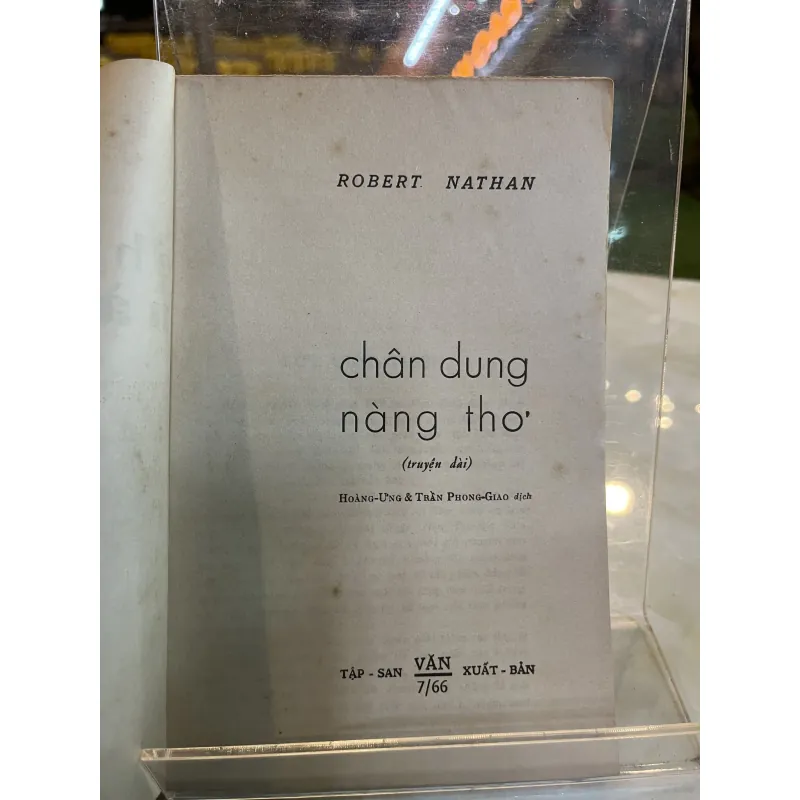 ROBERT NATHAN
chân dung
nàng thơ
(truyện dài)
HOÀNG-ƯNG & TRẦN PHONG-GIAO dịch
TẬP - SAN VĂN XUẤT - BẢN
7/66